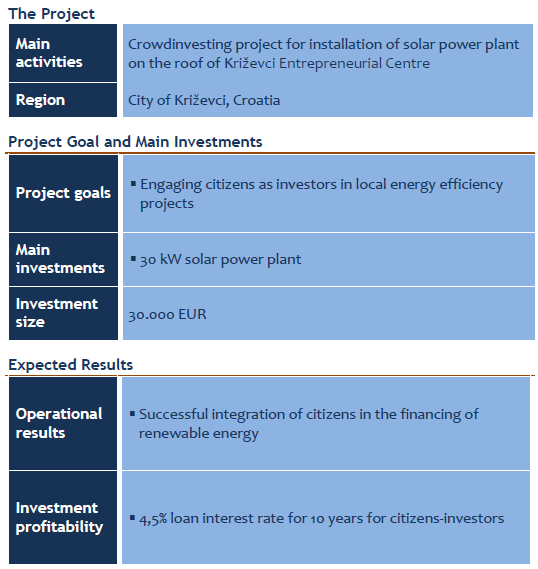 The Project
Main
activities
Crowdinvesting project for installation of solar power plant
on the roof of Križevci Entrepreneurial Centre
Region
City of Križevci, Croatia
Project Goal and Main Investments
Project goals
▪ Engaging citizens as investors in local energy efficiency
projects
Main
investments
▪ 30 kW solar power plant
Investment
size
30.000 EUR
Expected Results
Operational
results
▪ Successful integration of citizens in the financing of
renewable energy
Investment
profitability
▪ 4,5% loan interest rate for 10 years for citizens-investors